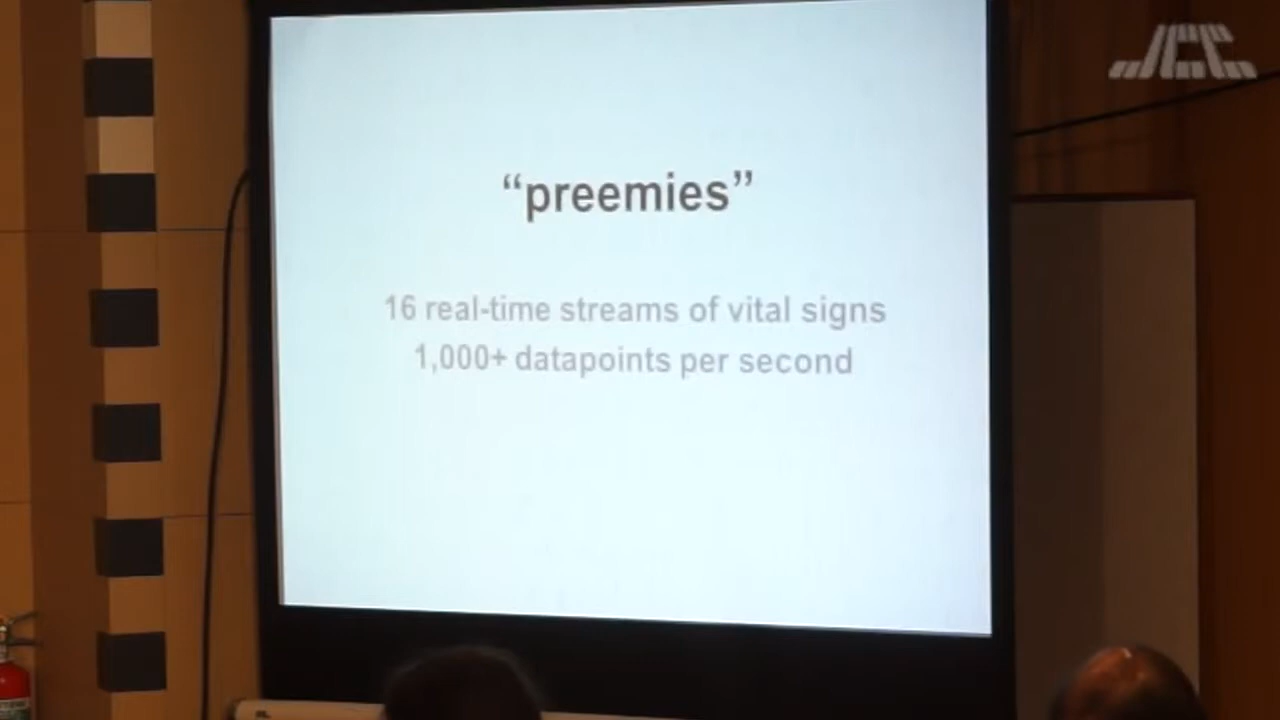 “preemies”
16 real-time streams of vital signs
1,000+ datapoints per second